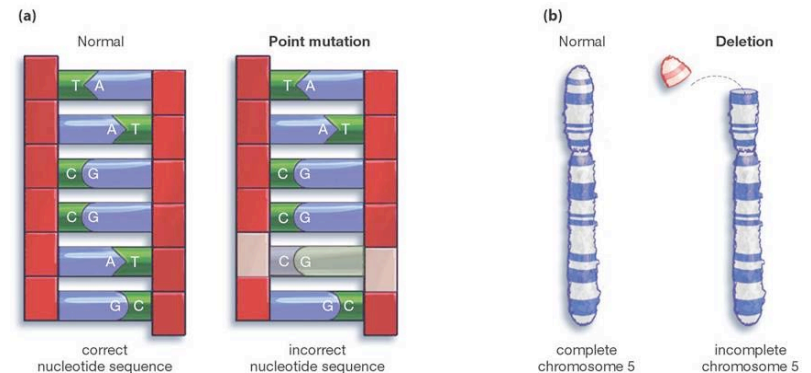 (a)
Normal
Point mutation
T A
T A
A T
A T
C G
C G
C G
C G
A T
C G
G C
G C
correct
nucleotide sequence
incorrect
nucleotide sequence
(b)
Normal
Deletion
complete
chromosome 5
incomplete
chromosome 5